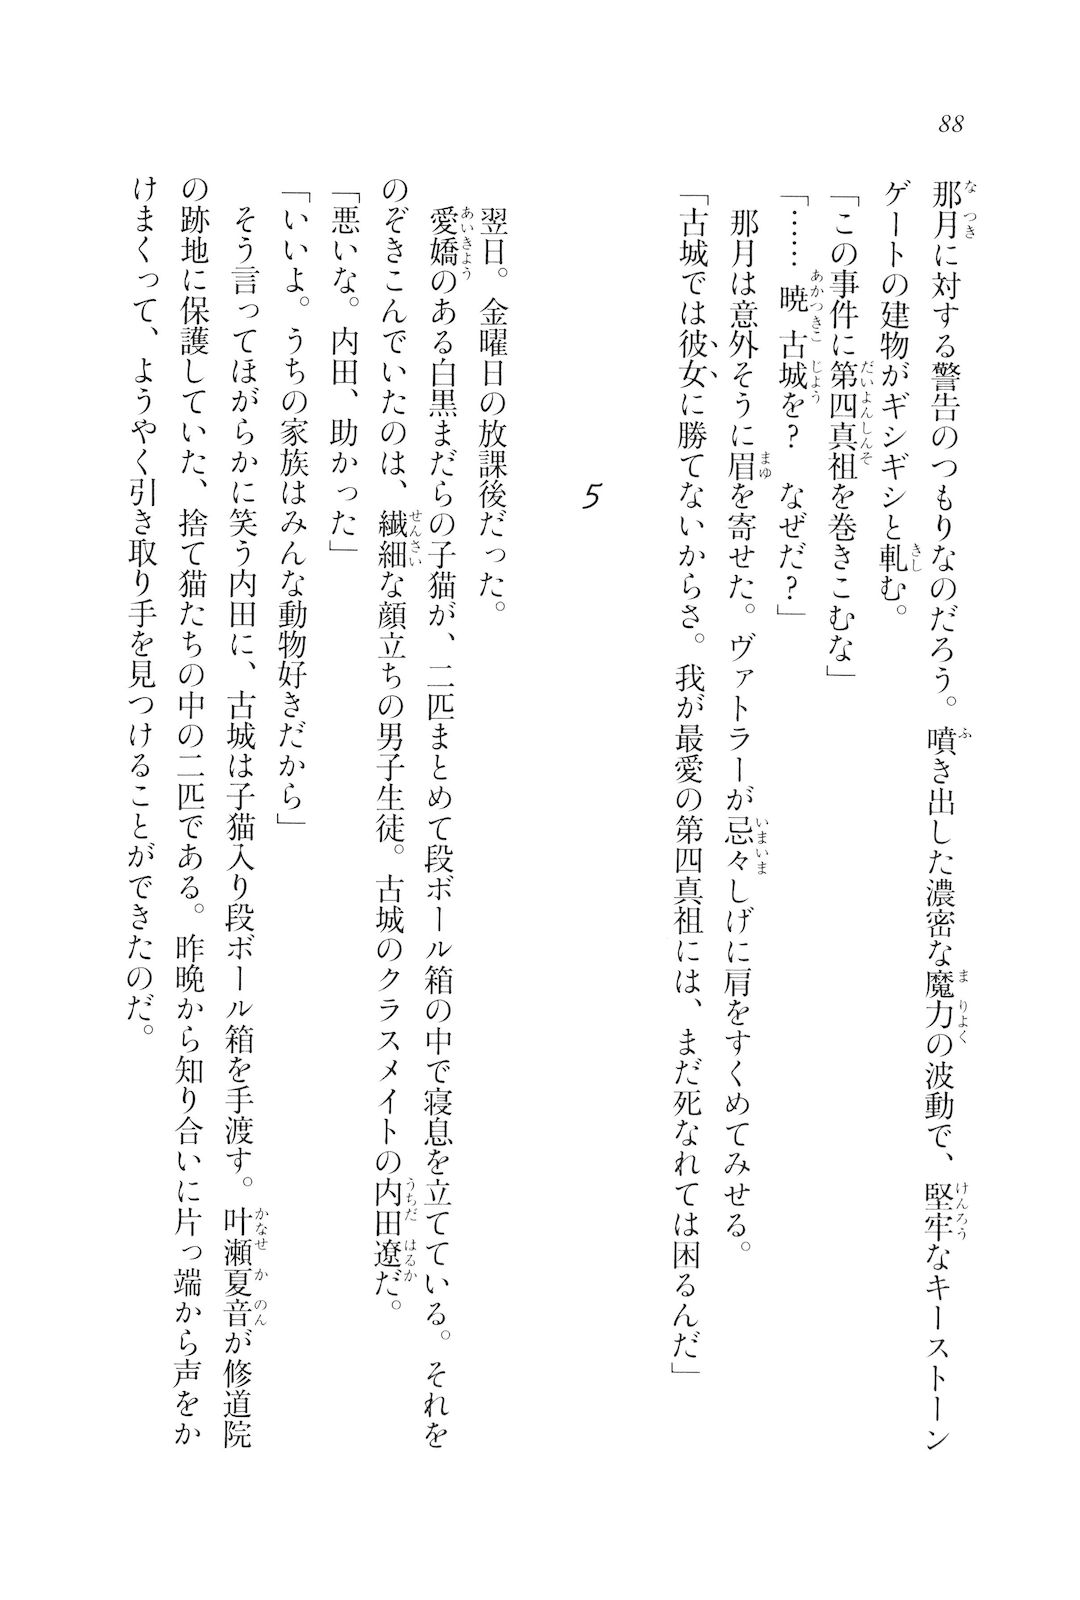 88
那月に対する警告のつもりなのだろう。噴き出した濃密な魔力の波動で、堅牢なキーストーン
ゲートの建物がギシギシと軋む。
「この事件に第四真祖を巻きこむな」
「……暁古城を？　なぜだ？」
　那月は意外そうに眉を寄せた。ヴァトラーが忌々しげに肩をすくめてみせる。
「古城では彼女に勝てないからさ。我が最愛の第四真祖には、まだ死なれては困るんだ」
5
　翌日。金曜日の放課後だった。
　愛嬌のある白黒まだらの子猫が、二匹まとめて段ボール箱の中で寝息を立てている。それを
のぞきこんでいたのは、繊細な顔立ちの男子生徒。古城のクラスメイトの内田遼だ。
「悪いな。内田、助かった」
「いいよ。うちの家族はみんな動物好きだから」
　そう言ってほがらかに笑う内田に、古城は子猫入り段ボール箱を手渡す。叶瀬夏音が修道院
の跡地に保護していた、捨て猫たちの中の二匹である。昨晩から知り合いに片っ端から声をか
けまくって、ようやく引き取り手を見つけることができたのだ。